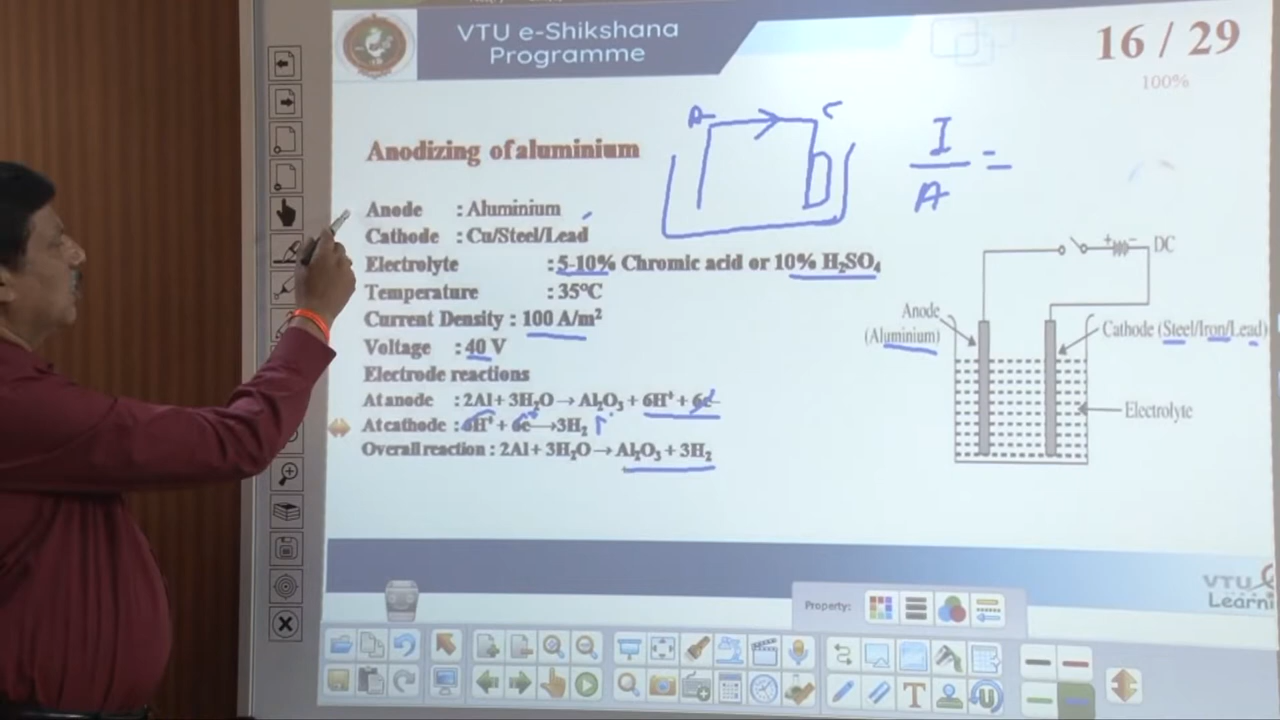 VTU e-Shikshana
Programme
16 / 29
100%
A C
I
A =
Anodizing of aluminium
Anode : Aluminium
Cathode : Cu/Steel/Lead
Electrolyte : 5-10% Chromic acid or 10% H₂SO₄
Temperature : 35°C
Current Density : 100 A/m²
Voltage : 40 V
Electrode reactions
At anode : 2Al + 3H₂O → Al₂O₃ + 6H⁺ + 6e⁻
At cathode : 6H⁺ + 6e⁻ → 3H₂ ↑
Overall reaction : 2Al + 3H₂O → Al₂O₃ + 3H₂
+ − DC
Anode
(Aluminium)
Cathode (Steel/Iron/Lead)
Electrolyte
VTU
Learni
Property:
T